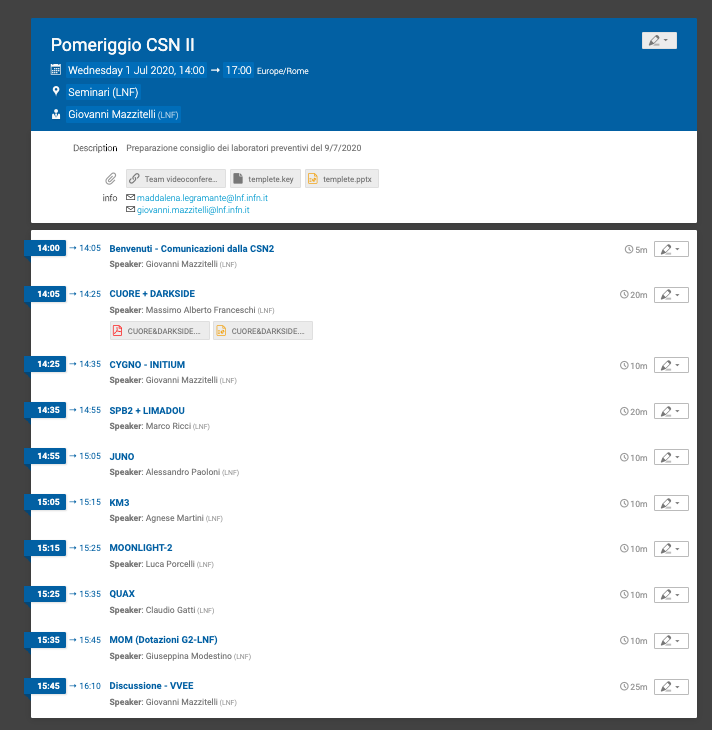 Pomeriggio CSN II
Wednesday 1 Jul 2020, 14:00 → 17:00 Europe/Rome
Seminari (LNF)
Giovanni Mazzitelli (LNF)
Description Preparazione consiglio dei laboratori preventivi del 9/7/2020
Team videoconfere... templete.key templete.pptx
info maddalena.legramante@lnf.infn.it
giovanni.mazzitelli@lnf.infn.it
14:00 → 14:05 Benvenuti - Comunicazioni dalla CSN2 5m
Speaker: Giovanni Mazzitelli (LNF)
14:05 → 14:25 CUORE + DARKSIDE 20m
Speaker: Massimo Alberto Franceschi (LNF)
CUORE&DARKSIDE... CUORE&DARKSIDE...
14:25 → 14:35 CYGNO - INITIUM 10m
Speaker: Giovanni Mazzitelli (LNF)
14:35 → 14:55 SPB2 + LIMADOU 20m
Speaker: Marco Ricci (LNF)
14:55 → 15:05 JUNO 10m
Speaker: Alessandro Paoloni (LNF)
15:05 → 15:15 KM3 10m
Speaker: Agnese Martini (LNF)
15:15 → 15:25 MOONLIGHT-2 10m
Speaker: Luca Porcelli (LNF)
15:25 → 15:35 QUAX 10m
Speaker: Claudio Gatti (LNF)
15:35 → 15:45 MOM (Dotazioni G2-LNF) 10m
Speaker: Giuseppina Modestino (LNF)
15:45 → 16:10 Discussione - VVEE 25m
Speaker: Giovanni Mazzitelli (LNF)